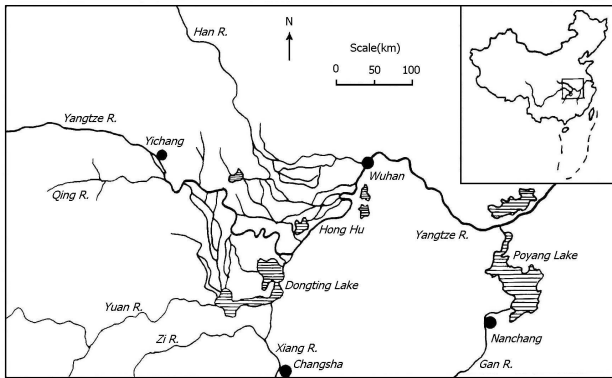 N
Han R.
Scale(km)
0 50 100
Yangtze R.
Yichang
Wuhan
Qing R.
Hong Hu
Yangtze R.
Poyang Lake
Dongting Lake
Yuan R.
Zi R.
Xiang R.
Nanchang
Changsha
Gan R.